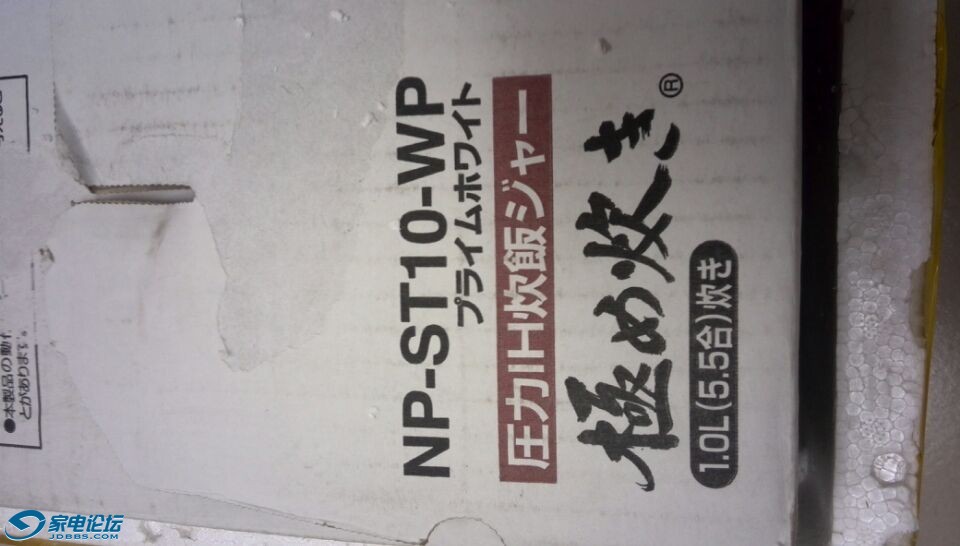 NP-ST10-WP
プライムホワイト
圧力IH炊飯ジャー
極め炊き®
1.0L(5.5合)炊き
●本製品の動作
とがあります。
家电论坛
JDBBS.COM